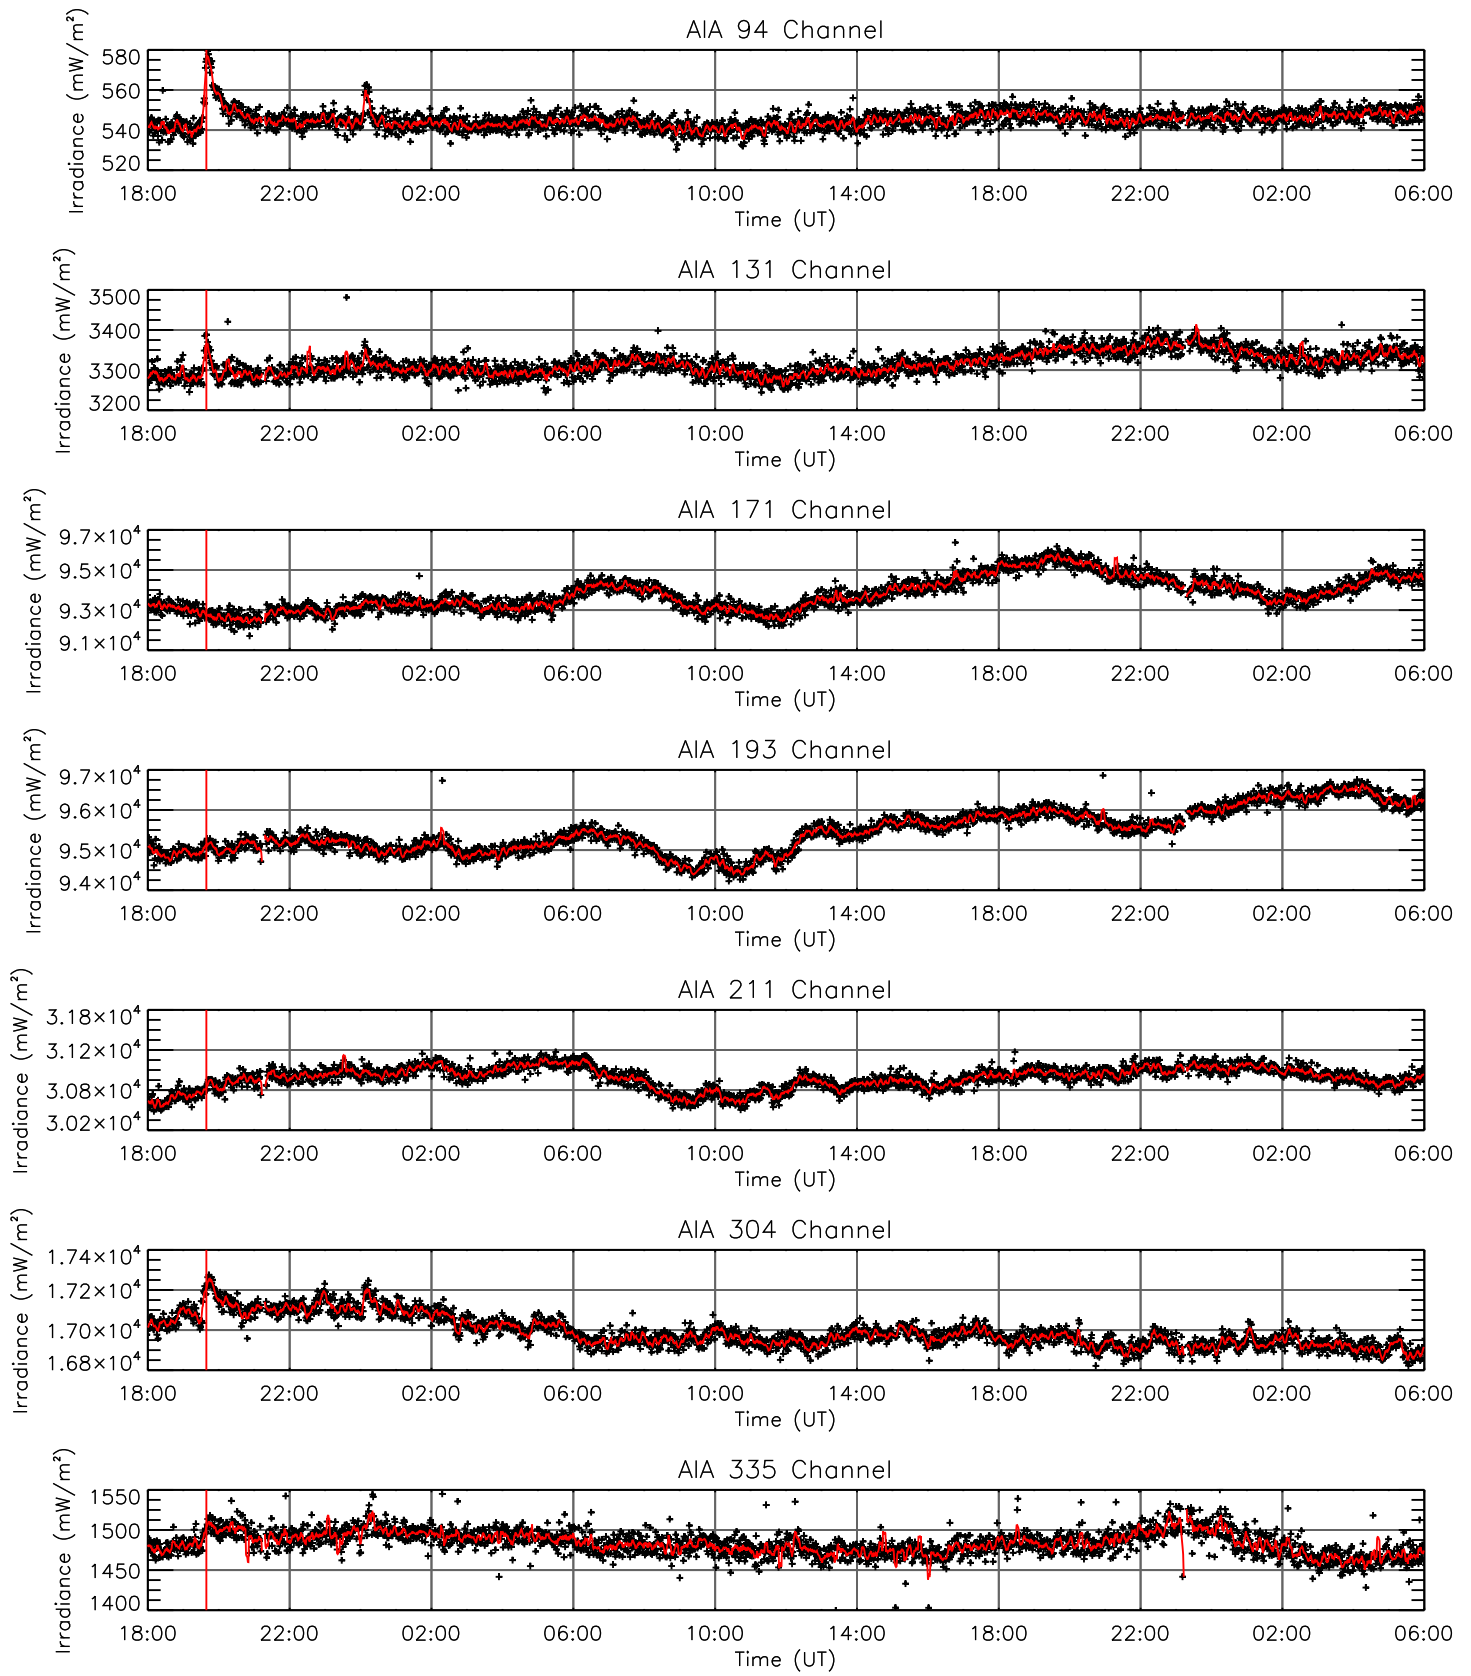 AIA 94 Channel
Irradiance (mW/m²)
580
560
540
520
18:00 22:00 02:00 06:00 10:00 14:00 18:00 22:00 02:00 06:00
Time (UT)
AIA 131 Channel
Irradiance (mW/m²)
3500
3400
3300
3200
18:00 22:00 02:00 06:00 10:00 14:00 18:00 22:00 02:00 06:00
Time (UT)
AIA 171 Channel
Irradiance (mW/m²)
9.7×10⁴
9.5×10⁴
9.3×10⁴
9.1×10⁴
18:00 22:00 02:00 06:00 10:00 14:00 18:00 22:00 02:00 06:00
Time (UT)
AIA 193 Channel
Irradiance (mW/m²)
9.7×10⁴
9.6×10⁴
9.5×10⁴
9.4×10⁴
18:00 22:00 02:00 06:00 10:00 14:00 18:00 22:00 02:00 06:00
Time (UT)
AIA 211 Channel
Irradiance (mW/m²)
3.18×10⁴
3.12×10⁴
3.08×10⁴
3.02×10⁴
18:00 22:00 02:00 06:00 10:00 14:00 18:00 22:00 02:00 06:00
Time (UT)
AIA 304 Channel
Irradiance (mW/m²)
1.74×10⁴
1.72×10⁴
1.70×10⁴
1.68×10⁴
18:00 22:00 02:00 06:00 10:00 14:00 18:00 22:00 02:00 06:00
Time (UT)
AIA 335 Channel
Irradiance (mW/m²)
1550
1500
1450
1400
18:00 22:00 02:00 06:00 10:00 14:00 18:00 22:00 02:00 06:00
Time (UT)